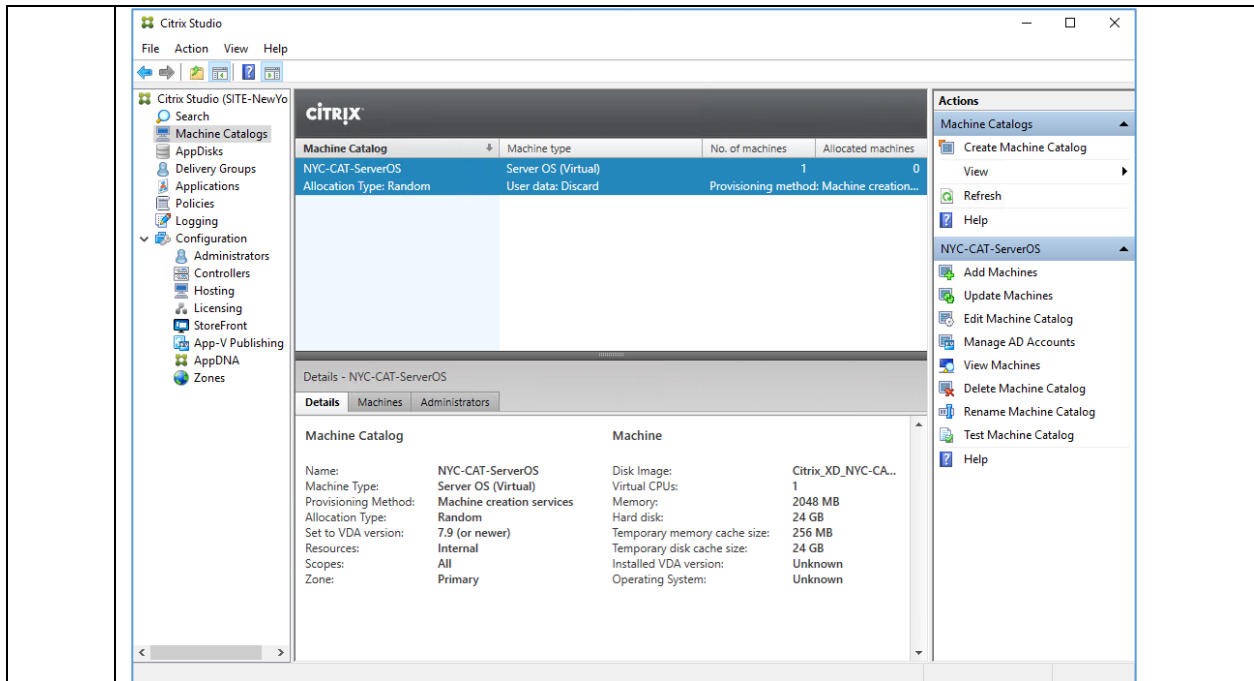 Citrix Studio
File Action View Help
Citrix Studio (SITE-NewYo
Search
Machine Catalogs
AppDisks
Delivery Groups
Applications
Policies
Logging
Configuration
Administrators
Controllers
Hosting
Licensing
StoreFront
App-V Publishing
AppDNA
Zones
CITRIX
Machine Catalog Machine type No. of machines Allocated machines
NYC-CAT-ServerOS Server OS (Virtual) 1 0
Allocation Type: Random User data: Discard Provisioning method: Machine creation...
Details - NYC-CAT-ServerOS
Details Machines Administrators
Machine Catalog
Name: NYC-CAT-ServerOS
Machine Type: Server OS (Virtual)
Provisioning Method: Machine creation services
Allocation Type: Random
Set to VDA version: 7.9 (or newer)
Resources: Internal
Scopes: All
Zone: Primary
Machine
Disk Image: Citrix_XD_NYC-CA...
Virtual CPUs: 1
Memory: 2048 MB
Hard disk: 24 GB
Temporary memory cache size: 256 MB
Temporary disk cache size: 24 GB
Installed VDA version: Unknown
Operating System: Unknown
Actions
Machine Catalogs
Create Machine Catalog
View
Refresh
Help
NYC-CAT-ServerOS
Add Machines
Update Machines
Edit Machine Catalog
Manage AD Accounts
View Machines
Delete Machine Catalog
Rename Machine Catalog
Test Machine Catalog
Help